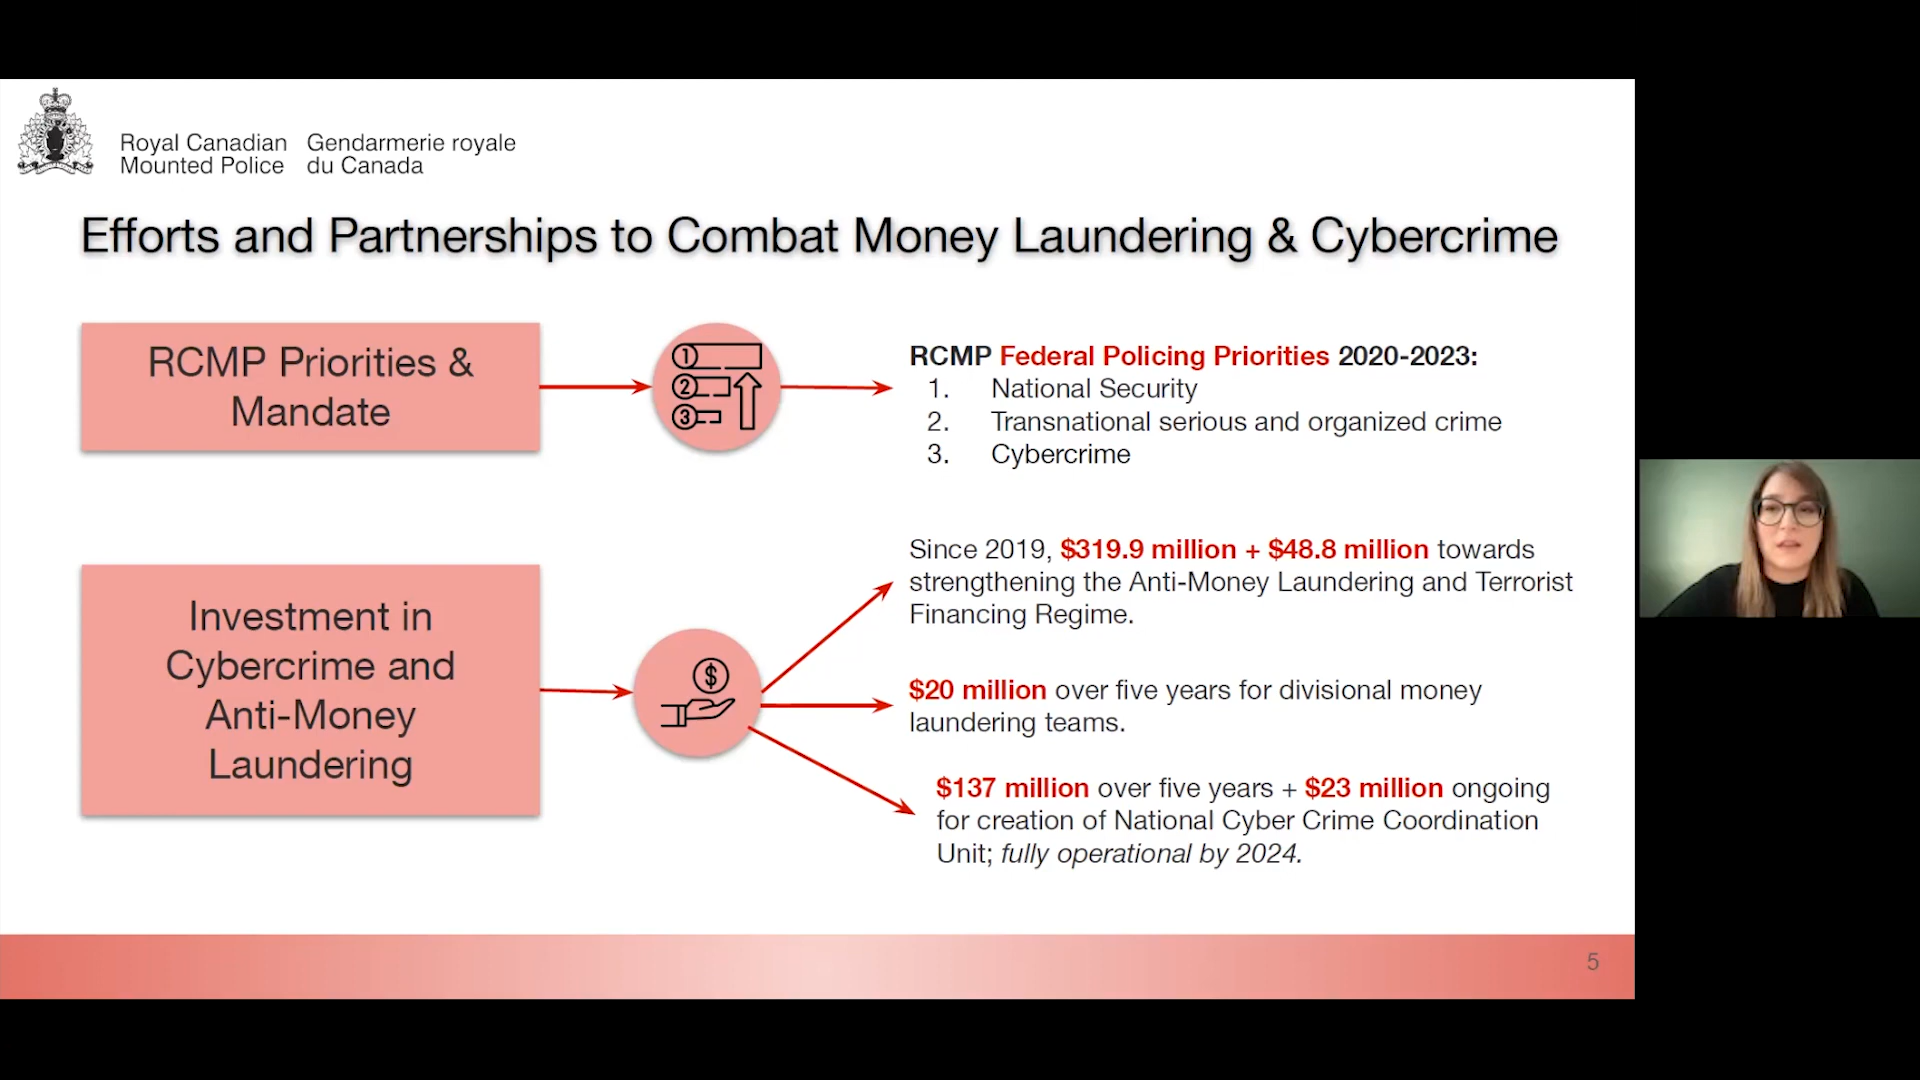 Royal Canadian Gendarmerie royale
Mounted Police du Canada
Efforts and Partnerships to Combat Money Laundering & Cybercrime
RCMP Priorities &
Mandate
1
2
3
RCMP Federal Policing Priorities 2020-2023:
1. National Security
2. Transnational serious and organized crime
3. Cybercrime
Investment in
Cybercrime and
Anti-Money
Laundering
$
Since 2019, $319.9 million + $48.8 million towards
strengthening the Anti-Money Laundering and Terrorist
Financing Regime.
$20 million over five years for divisional money
laundering teams.
$137 million over five years + $23 million ongoing
for creation of National Cyber Crime Coordination
Unit; fully operational by 2024.
5